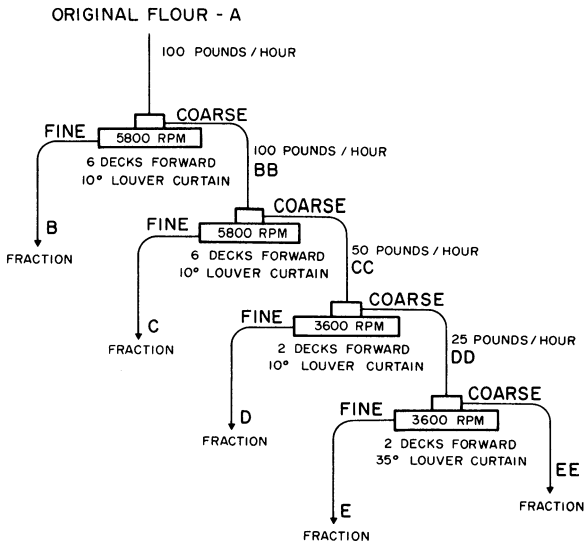 ORIGINAL FLOUR - A
100 POUNDS / HOUR
COARSE
FINE
5800 RPM
6 DECKS FORWARD
10° LOUVER CURTAIN
100 POUNDS / HOUR
BB
B
FRACTION
COARSE
FINE
5800 RPM
6 DECKS FORWARD
10° LOUVER CURTAIN
50 POUNDS / HOUR
CC
C
FRACTION
COARSE
FINE
3600 RPM
2 DECKS FORWARD
10° LOUVER CURTAIN
25 POUNDS / HOUR
DD
D
FRACTION
COARSE
FINE
3600 RPM
2 DECKS FORWARD
35° LOUVER CURTAIN
EE
FRACTION
E
FRACTION